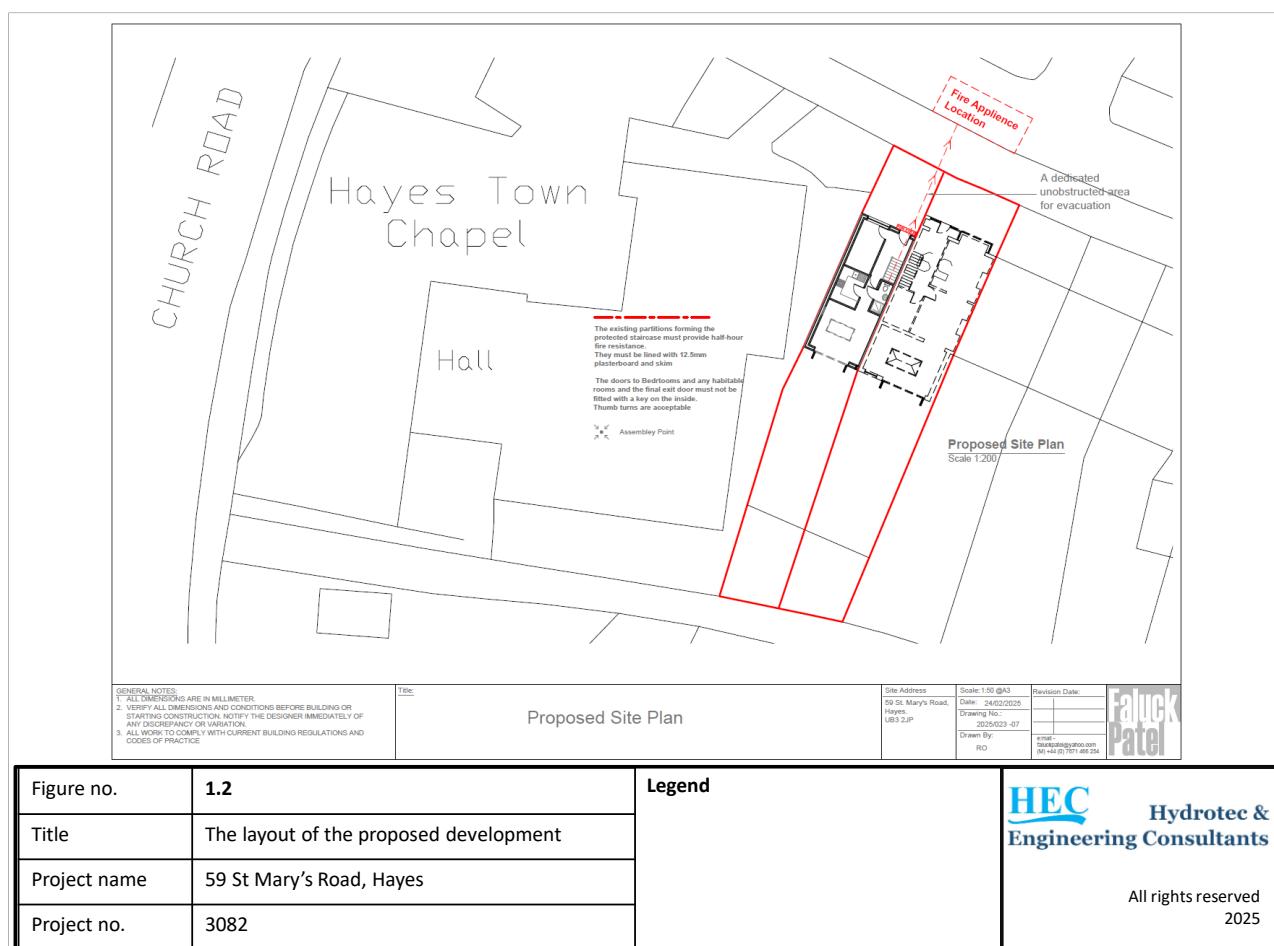 CHURCH ROAD
Hayes Town
Chapel
Hall
Fire Applience
Location
A dedicated
unobstructed area
for evacuation
The existing partitions forming the
protected staircase must provide half-hour
fire resistance.
They must be lined with 12.5mm
plasterboard and skim
The doors to Bedrtooms and any habitable
rooms and the final exit door must not be
fitted with a key on the inside.
Thumb turns are acceptable
Assembley Point
Proposed Site Plan
Scale 1:200
GENERAL NOTES:
1. ALL DIMENSIONS ARE IN MILLIMETER.
2. VERIFY ALL DIMENSIONS AND CONDITIONS BEFORE BUILDING OR
STARTING CONSTRUCTION. NOTIFY THE DESIGNER IMMEDIATELY OF
ANY DISCREPANCY OR VARIATION.
3. ALL WORK TO COMPLY WITH CURRENT BUILDING REGULATIONS AND
CODES OF PRACTICE
Title:
Proposed Site Plan
Site Address
59 St. Mary's Road,
Hayes.
UB3 2JP
Scale: 1:50 @A3
Date: 24/02/2025
Drawing No.:
2025/023 -07
Drawn By:
RO
Revision Date:
e:mail -
faluckpatel@yahoo.com
(M) +44 (0) 7871 466 254
Faluck
Patel
Figure no. 1.2
Title The layout of the proposed development
Project name 59 St Mary’s Road, Hayes
Project no. 3082
Legend
HEC Hydrotec &
Engineering Consultants
All rights reserved
2025